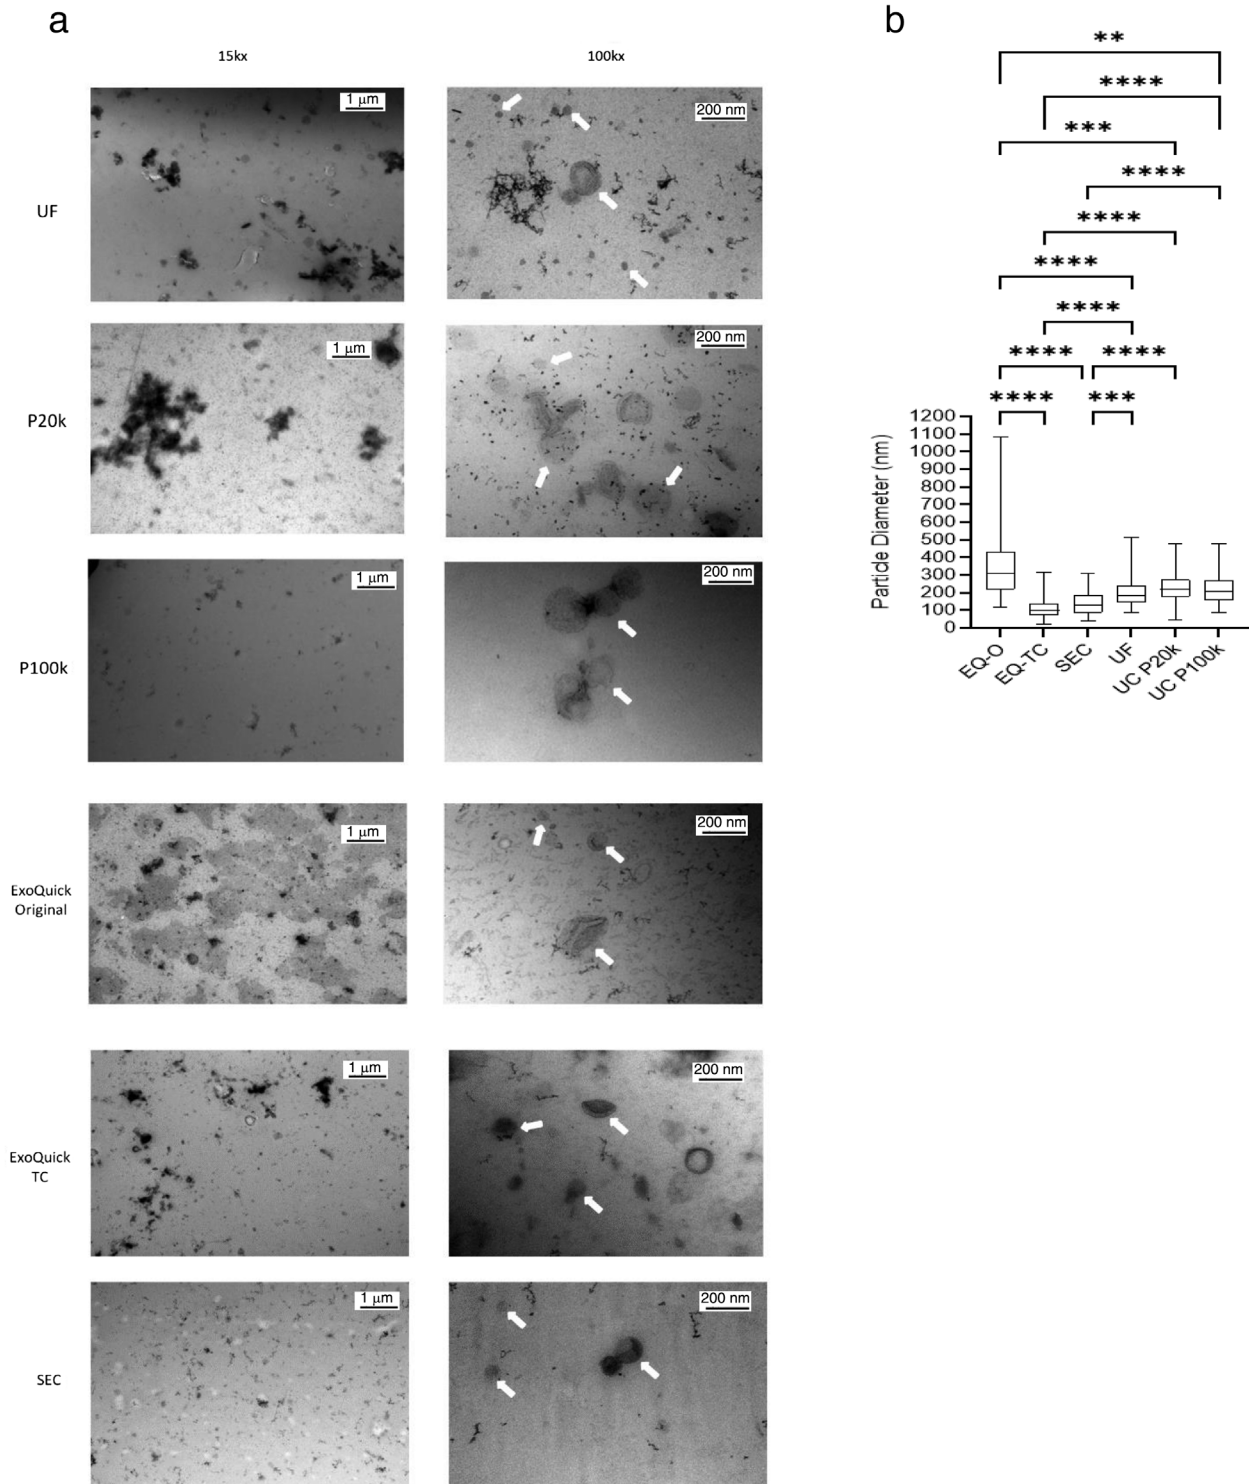 a
15kx
100kx
UF
1 µm
200 nm
P20k
1 µm
200 nm
P100k
1 µm
200 nm
ExoQuick
Original
1 µm
200 nm
ExoQuick
TC
1 µm
200 nm
SEC
1 µm
200 nm
b
**
****
***
****
****
****
****
**** ****
**** ***
Particle Diameter (nm)
1200
1100
1000
900
800
700
600
500
400
300
200
100
0
EQ-O
EQ-TC
SEC
UF
UC P20k
UC P100k